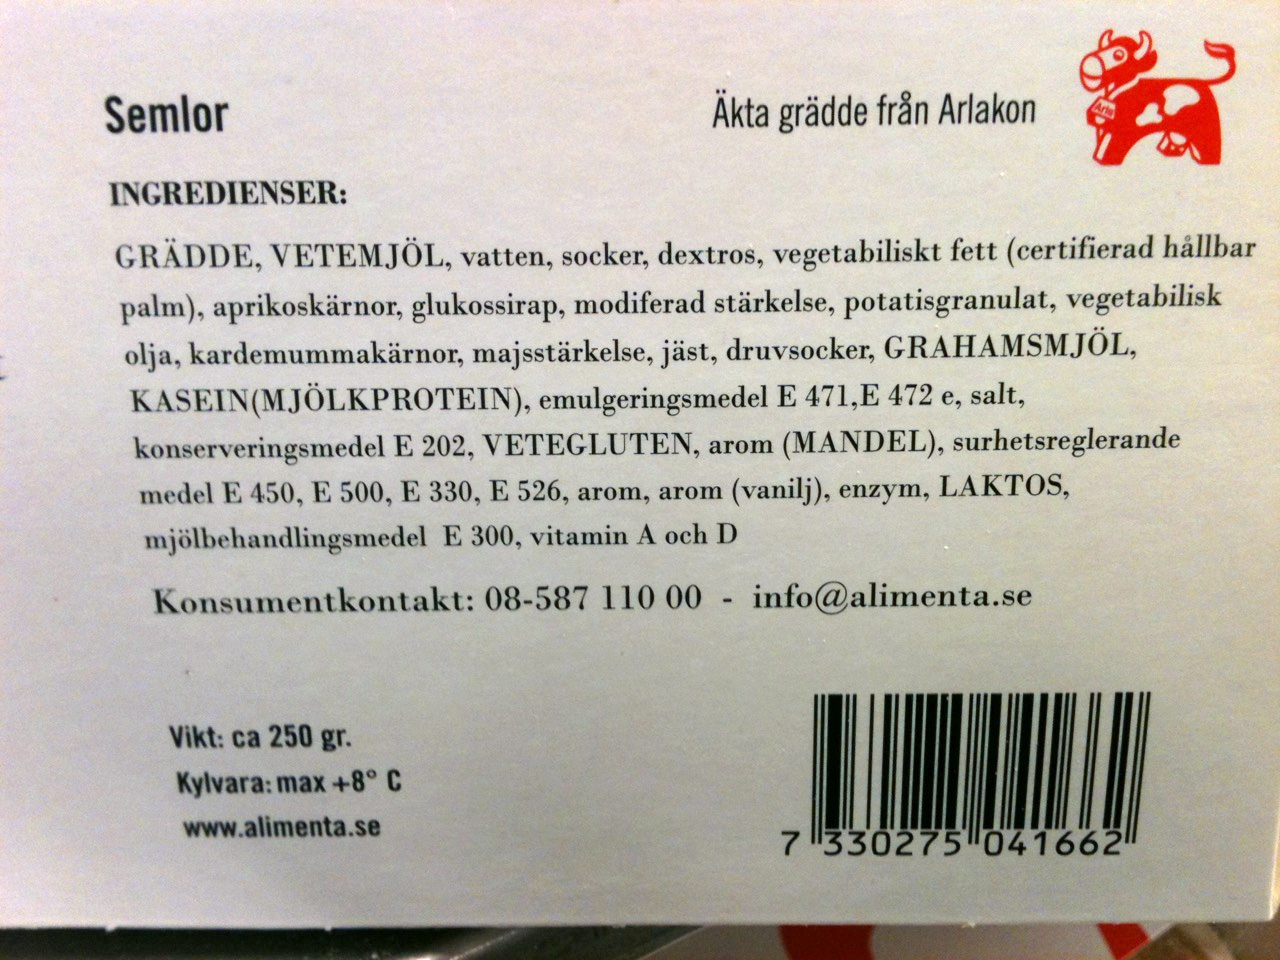 Semlor
Äkta grädde från Arlakon
Arla
INGREDIENSER:
GRÄDDE, VETEMJÖL, vatten, socker, dextros, vegetabiliskt fett (certifierad hållbar
palm), aprikoskärnor, glukossirap, modiferad stärkelse, potatisgranulat, vegetabilisk
olja, kardemummakärnor, majsstärkelse, jäst, druvsocker, GRAHAMSMJÖL,
KASEIN(MJÖLKPROTEIN), emulgeringsmedel E 471,E 472 e, salt,
konserveringsmedel E 202, VETEGLUTEN, arom (MANDEL), surhetsreglerande
medel E 450, E 500, E 330, E 526, arom, arom (vanilj), enzym, LAKTOS,
mjölbehandlingsmedel E 300, vitamin A och D
Konsumentkontakt: 08-587 110 00 - info@alimenta.se
Vikt: ca 250 gr.
Kylvara: max +8° C
www.alimenta.se
7 330275 041662